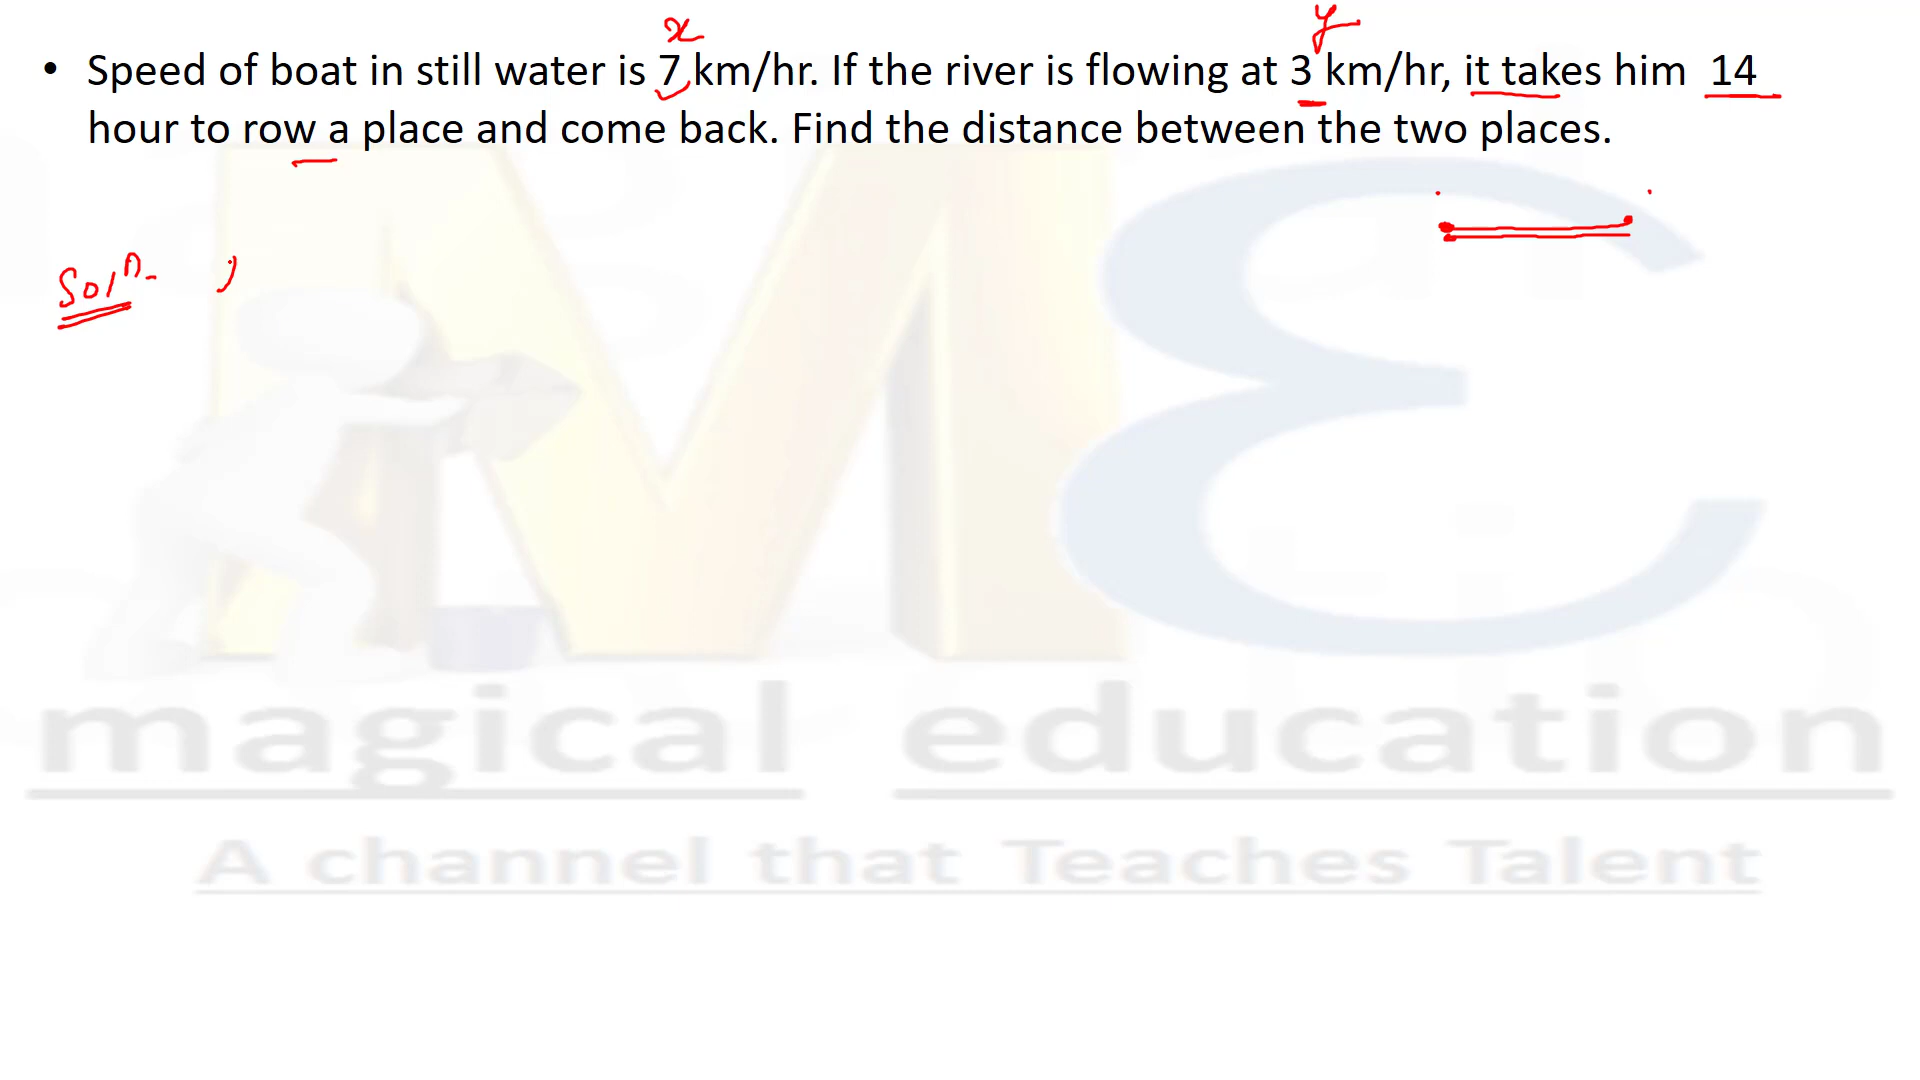 x y
• Speed of boat in still water is 7 km/hr. If the river is flowing at 3 km/hr, it takes him 14
hour to row a place and come back. Find the distance between the two places.
Solⁿ-
magical education
A channel that Teaches Talent